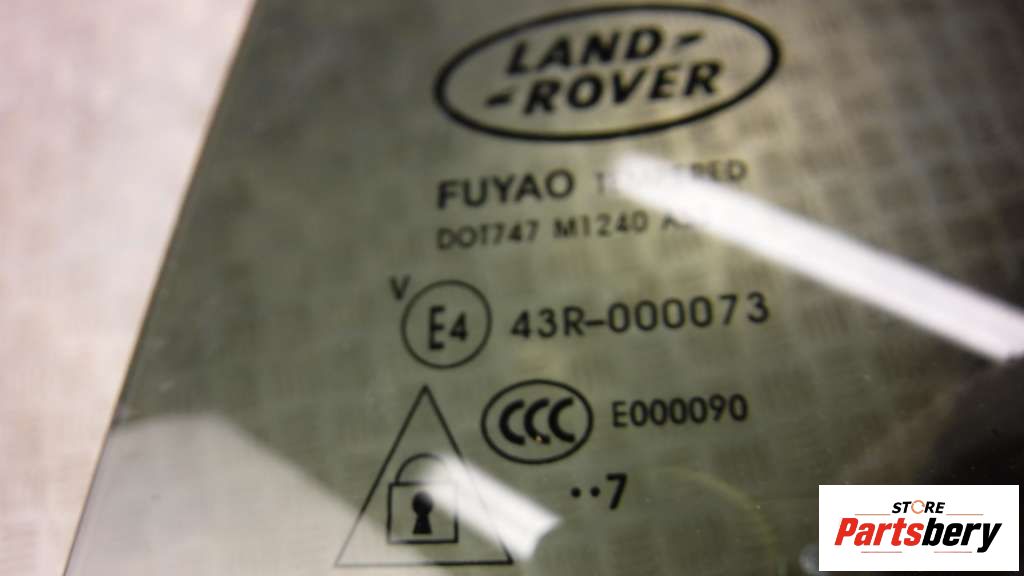 LAND-
-ROVER
FUYAO
DOT747 M1240
V
E4 43R-000073
CCC E000090
··7
STORE
Partsbery